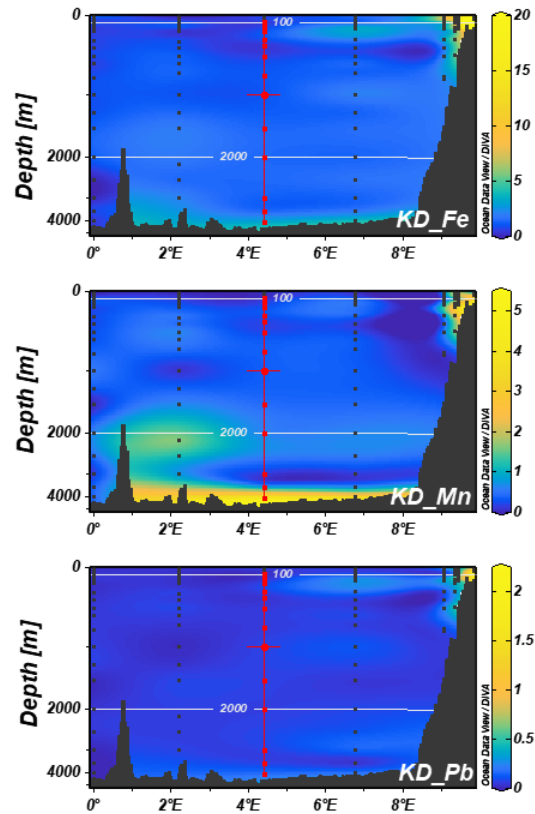 0
100
20
15
10
5
0
Depth [m]
2000
2000
4000
KD_Fe
Ocean Data View / DIVA
0°
2°E
4°E
6°E
8°E
0
100
5
4
3
2
1
0
Depth [m]
2000
2000
4000
KD_Mn
Ocean Data View / DIVA
0°
2°E
4°E
6°E
8°E
0
100
2
1.5
1
0.5
0
Depth [m]
2000
2000
4000
KD_Pb
Ocean Data View / DIVA
0°
2°E
4°E
6°E
8°E